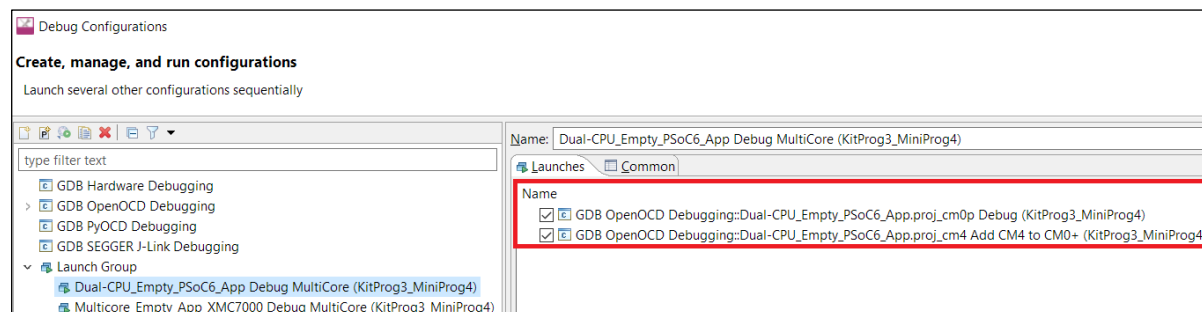 Debug Configurations
Create, manage, and run configurations
Launch several other configurations sequentially
type filter text
GDB Hardware Debugging
GDB OpenOCD Debugging
GDB PyOCD Debugging
GDB SEGGER J-Link Debugging
Launch Group
Dual-CPU_Empty_PSoC6_App Debug MultiCore (KitProg3_MiniProg4)
Multicore_Empty_App_XMC7000 Debug MultiCore (KitProg3_MiniProg4)
Name: Dual-CPU_Empty_PSoC6_App Debug MultiCore (KitProg3_MiniProg4)
Launches Common
Name
GDB OpenOCD Debugging::Dual-CPU_Empty_PSoC6_App.proj_cm0p Debug (KitProg3_MiniProg4)
GDB OpenOCD Debugging::Dual-CPU_Empty_PSoC6_App.proj_cm4 Add CM4 to CM0+ (KitProg3_MiniProg4